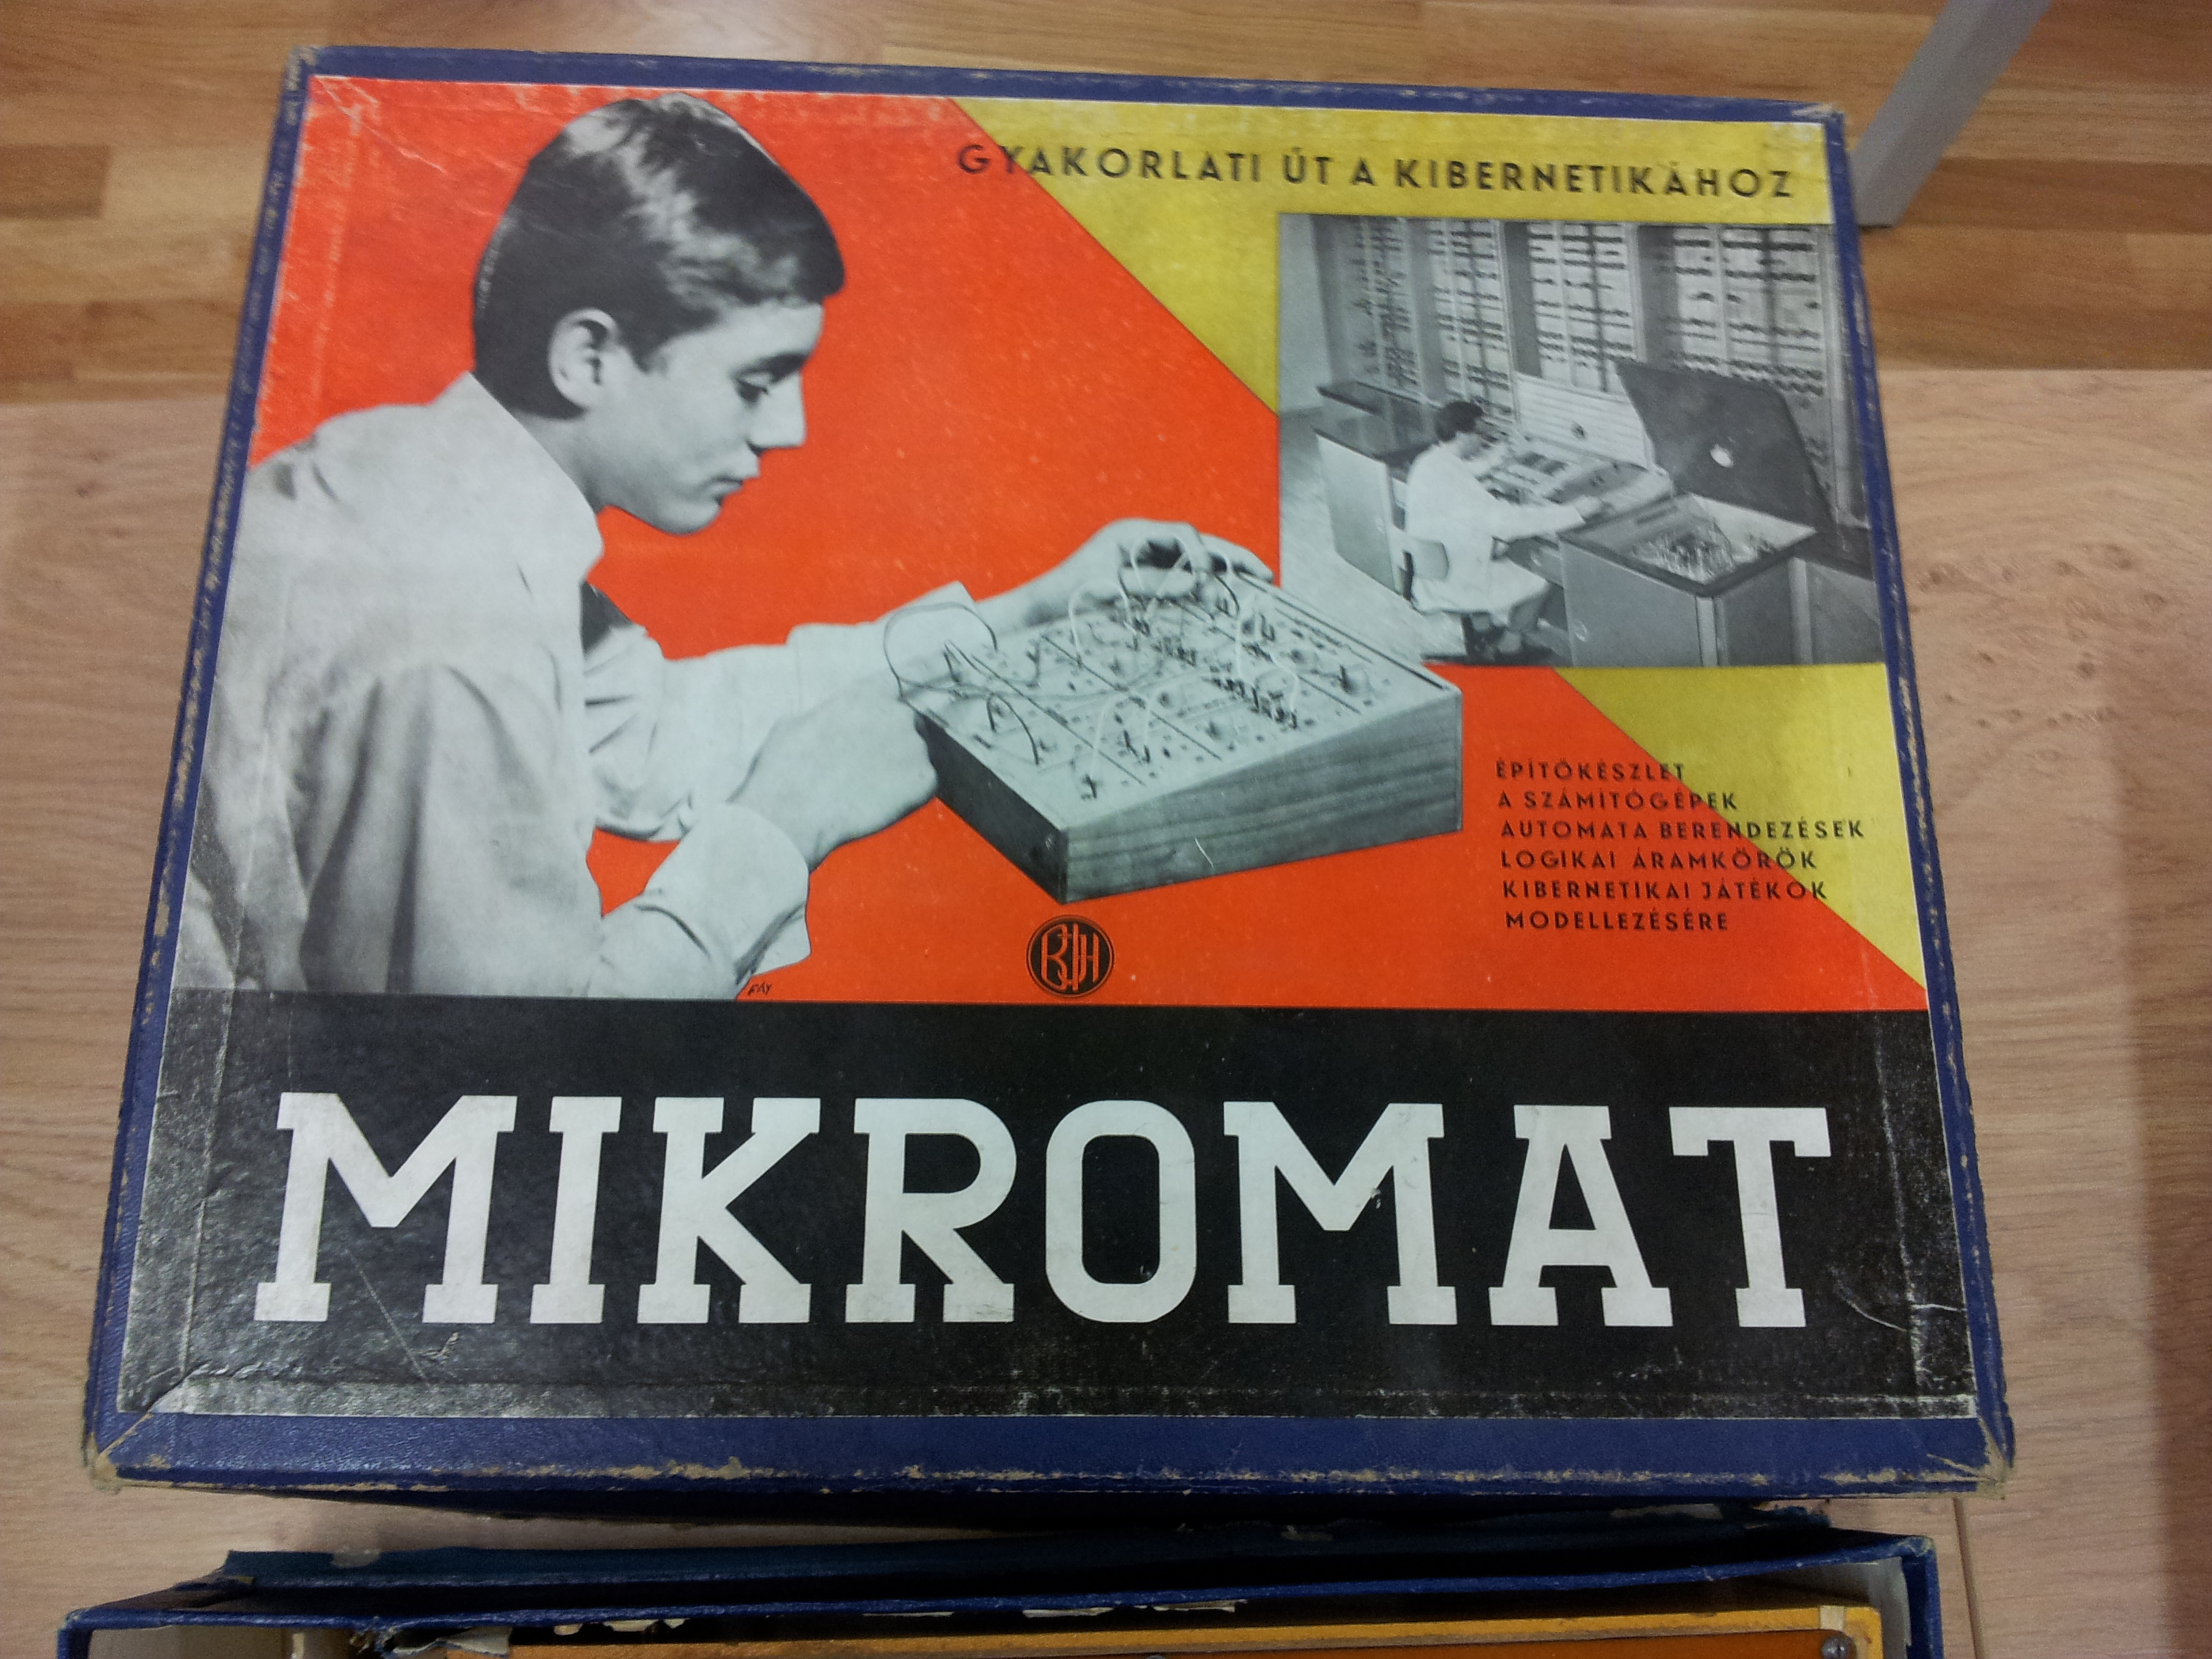 GYAKORLATI ÚT A KIBERNETIKÁHOZ
ÉPÍTŐKÉSZLET
A SZÁMÍTÓGÉPEK
AUTOMATA BERENDEZÉSEK
LOGIKAI ÁRAMKÖRÖK
KIBERNETIKAI JÁTÉKOK
MODELLEZÉSÉRE
MIKROMAT